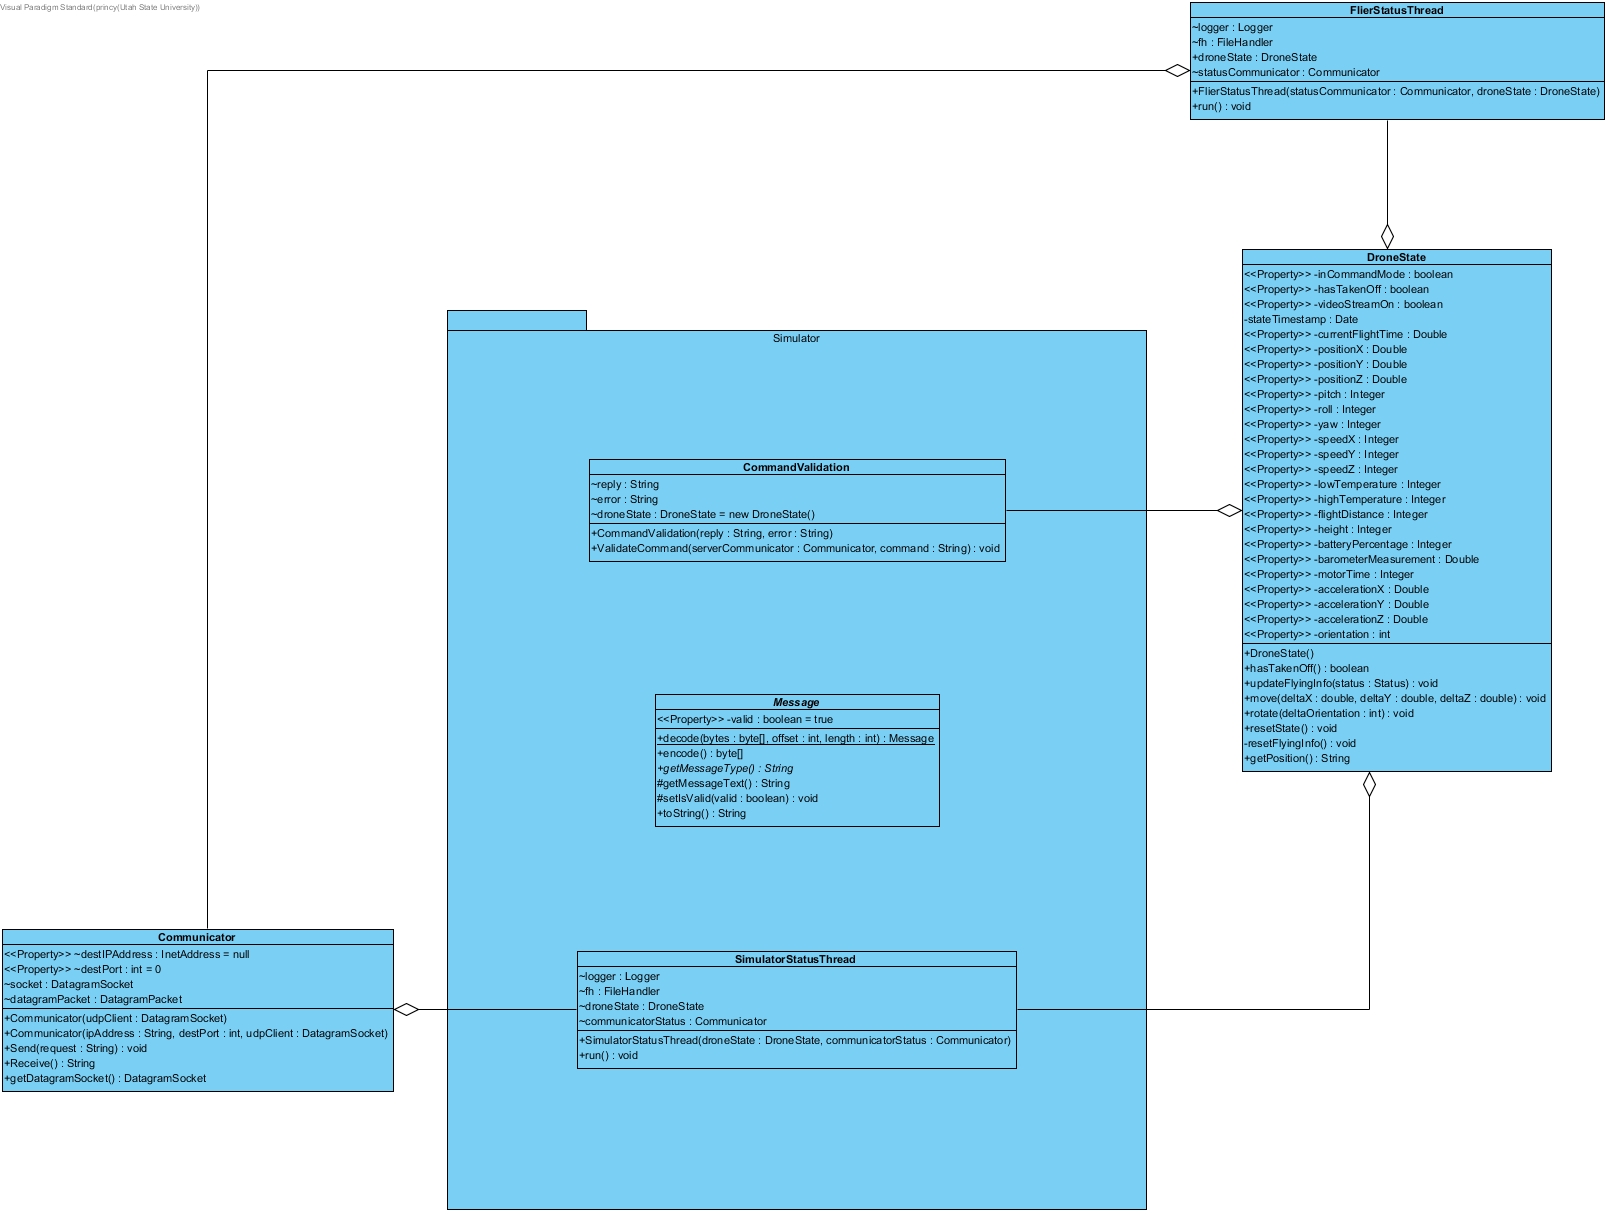 Visual Paradigm Standard(princy(Utah State University))
FlierStatusThread
~logger : Logger
~fh : FileHandler
+droneState : DroneState
~statusCommunicator : Communicator
+FlierStatusThread(statusCommunicator : Communicator, droneState : DroneState)
+run() : void
DroneState
<<Property>> -inCommandMode : boolean
<<Property>> -hasTakenOff : boolean
<<Property>> -videoStreamOn : boolean
-stateTimestamp : Date
<<Property>> -currentFlightTime : Double
<<Property>> -positionX : Double
<<Property>> -positionY : Double
<<Property>> -positionZ : Double
<<Property>> -pitch : Integer
<<Property>> -roll : Integer
<<Property>> -yaw : Integer
<<Property>> -speedX : Integer
<<Property>> -speedY : Integer
<<Property>> -speedZ : Integer
<<Property>> -lowTemperature : Integer
<<Property>> -highTemperature : Integer
<<Property>> -flightDistance : Integer
<<Property>> -height : Integer
<<Property>> -batteryPercentage : Integer
<<Property>> -barometerMeasurement : Double
<<Property>> -motorTime : Integer
<<Property>> -accelerationX : Double
<<Property>> -accelerationY : Double
<<Property>> -accelerationZ : Double
<<Property>> -orientation : int
+DroneState()
+hasTakenOff() : boolean
+updateFlyingInfo(status : Status) : void
+move(deltaX : double, deltaY : double, deltaZ : double) : void
+rotate(deltaOrientation : int) : void
+resetState() : void
-resetFlyingInfo() : void
+getPosition() : String
Simulator
CommandValidation
~reply : String
~error : String
~droneState : DroneState = new DroneState()
+CommandValidation(reply : String, error : String)
+ValidateCommand(serverCommunicator : Communicator, command : String) : void
Message
<<Property>> -valid : boolean = true
+decode(bytes : byte[], offset : int, length : int) : Message
+encode() : byte[]
+getMessageType() : String
#getMessageText() : String
#setIsValid(valid : boolean) : void
+toString() : String
Communicator
<<Property>> ~destIPAddress : InetAddress = null
<<Property>> ~destPort : int = 0
~socket : DatagramSocket
~datagramPacket : DatagramPacket
+Communicator(udpClient : DatagramSocket)
+Communicator(ipAddress : String, destPort : int, udpClient : DatagramSocket)
+Send(request : String) : void
+Receive() : String
+getDatagramSocket() : DatagramSocket
SimulatorStatusThread
~logger : Logger
~fh : FileHandler
~droneState : DroneState
~communicatorStatus : Communicator
+SimulatorStatusThread(droneState : DroneState, communicatorStatus : Communicator)
+run() : void